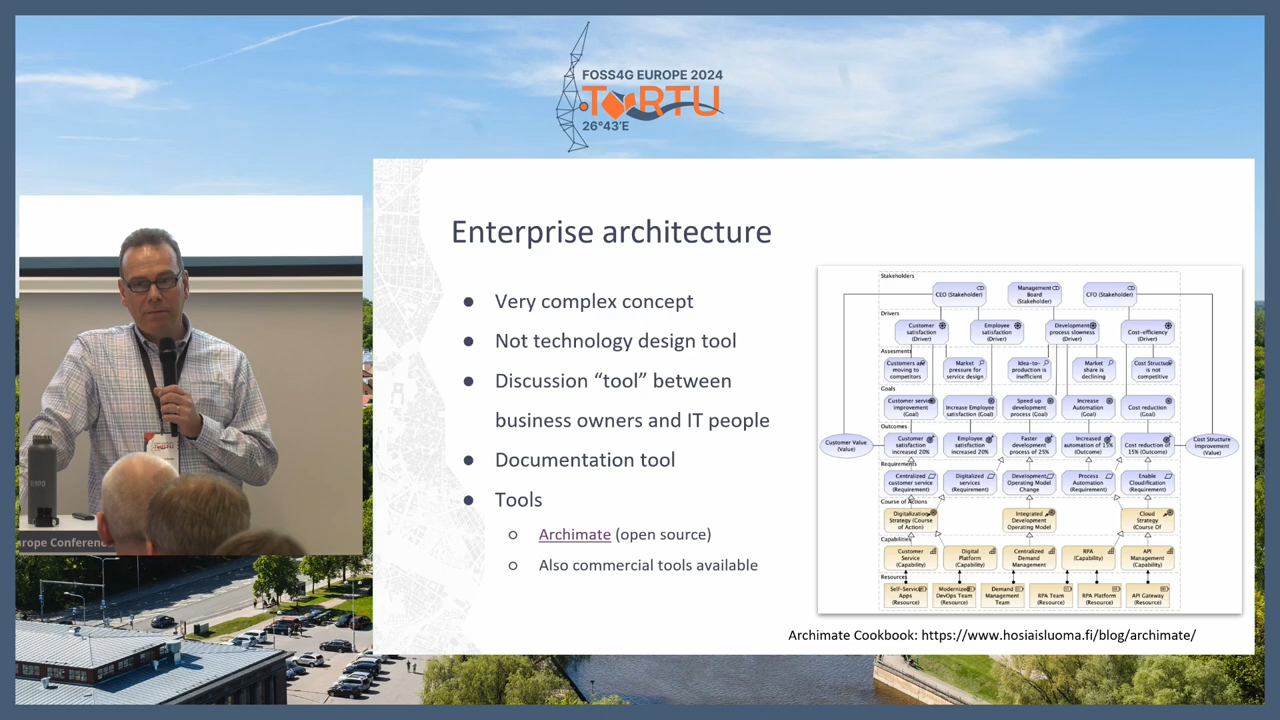 FOSS4G EUROPE 2024
TORTU
26°43'E
Enterprise architecture
● Very complex concept
● Not technology design tool
● Discussion “tool” between
business owners and IT people
● Documentation tool
● Tools
○ Archimate (open source)
○ Also commercial tools available
Stakeholders
CEO (Stakeholder)
Management
Board
(Stakeholder)
CFO (Stakeholder)
Drivers
Customer
satisfaction
(Driver)
Employee
satisfaction
(Driver)
Development
process slowness
(Driver)
Cost-efficiency
(Driver)
Assesments
Customers are
moving to
competitors
Market
pressure for
service design
Idea-to-
production is
inefficient
Market
share is
declining
Cost Structure
is not
competitive
Goals
Customer service
improvement
(Goal)
Increase Employee
satisfaction (Goal)
Speed up
development
process (Goal)
Increase
Automation
(Goal)
Cost reduction
(Goal)
Outcomes
Customer Value
(Value)
Customer
satisfaction
increased 20%
Employee
satisfaction
increased 20%
Faster
development
process of 25%
Increased
automation of 15%
(Outcome)
Cost reduction of
15% (Outcome)
Cost Structure
Improvement
(Value)
Requirements
Centralized
customer service
(Requirement)
Digitalized
services
(Requirement)
Development
Operating Model
Change
Process
Automation
(Requirement)
Enable
Cloudification
(Requirement)
Course of Actions
Digitalization
Strategy (Course
of Action)
Integrated
Development
Operating Model
Cloud
Strategy
(Course Of
Capabilities
Customer
Service
(Capability)
Digital
Platform
(Capability)
Centralized
Demand
Management
RPA
(Capability)
API
Management
(Capability)
Resources
Self-Service
Apps
(Resource)
Modernized
DevOps Team
(Resource)
Demand
Management
Team
RPA Team
(Resource)
RPA Platform
(Resource)
API Gateway
(Resource)
Archimate Cookbook: https://www.hosiaisluoma.fi/blog/archimate/
urope Conferenc